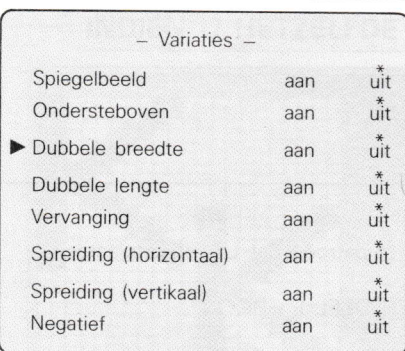 – Variaties –
Spiegelbeeld aan *uit
Ondersteboven aan *uit
▶ Dubbele breedte aan *uit
Dubbele lengte aan *uit
Vervanging aan *uit
Spreiding (horizontaal) aan *uit
Spreiding (vertikaal) aan *uit
Negatief aan *uit